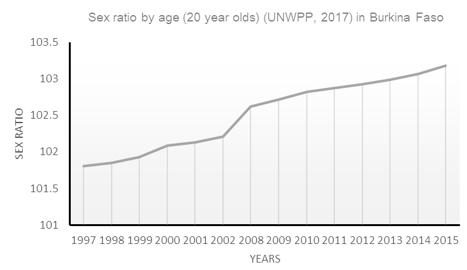 Sex ratio by age (20 year olds) (UNWPP, 2017) in Burkina Faso
103.5
103
102.5
102
101.5
101
SEX RATIO
1997 1998 1999 2000 2001 2002 2008 2009 2010 2011 2012 2013 2014 2015
YEARS